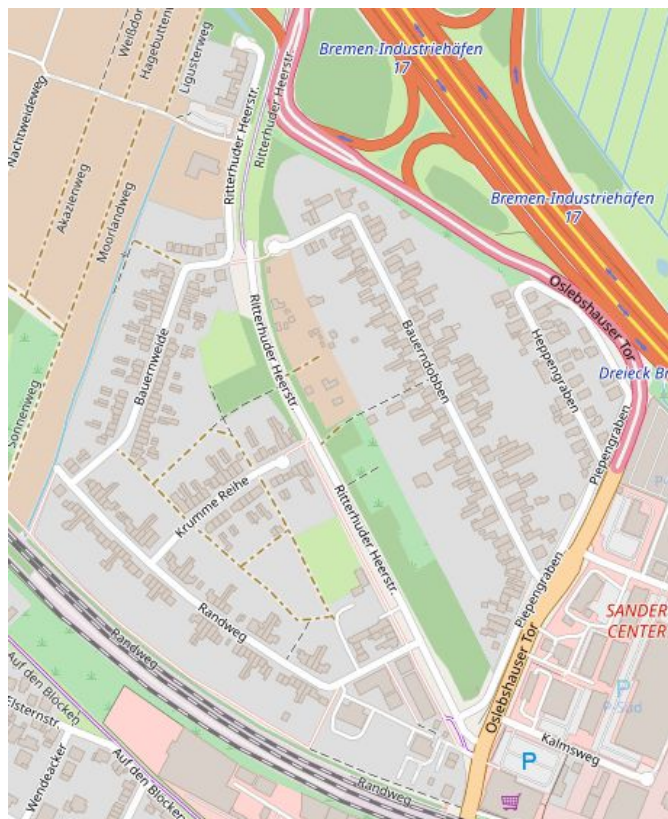 Weißdor
Hagebutten
Ligusterweg
Nachtweideweg
Akazienweg
Moorlandweg
Sonnenweg
Ritterhuder Heerstr.
Ritterhuder Heerstr.
Bremen-Industriehäfen
17
Bremen-Industriehäfen
17
Oslebshauser Tor
Dreieck Br
Heppengraben
Piepengraben
Bauerndobben
Bauernweide
Ritterhuder Heerstr.
Krumme Reihe
Ritterhuder Heerstr.
Randweg
Piepengraben
Oslebshauser Tor
SANDER
CENTER
P
P-Süd
P
Kalmsweg
Randweg
Randweg
Auf den Blöcken
Elsternstr.
Wendeacker
Auf den Blöcken